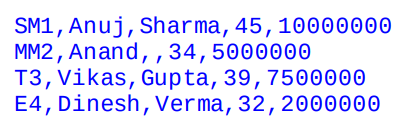 SM1,Anuj,Sharma,45,10000000
MM2,Anand,,34,5000000
T3,Vikas,Gupta,39,7500000
E4,Dinesh,Verma,32,2000000